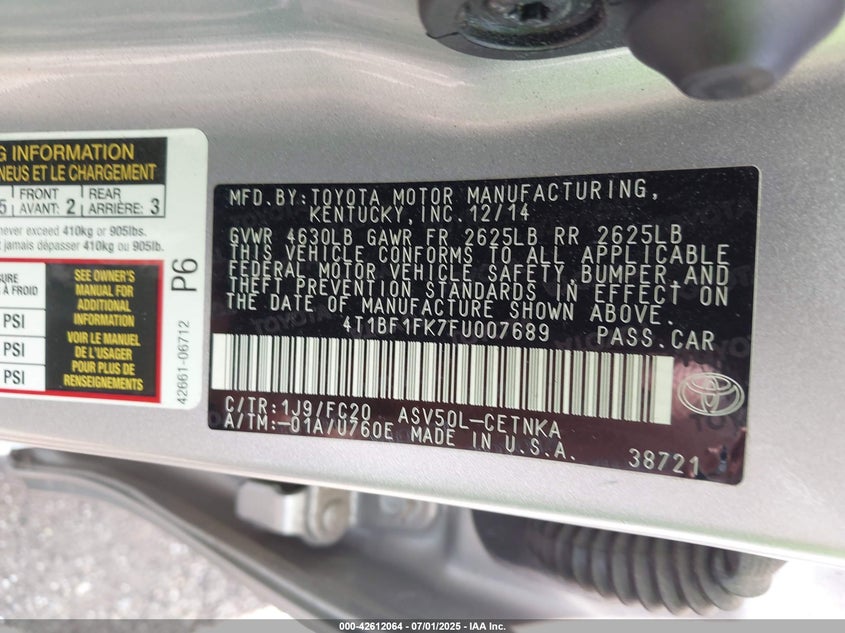 G INFORMATION
NEUS ET LE CHARGEMENT
5 FRONT AVANT: 2 REAR ARRIÈRE: 3
never exceed 410kg or 905lbs.
t jamais dépasser 410kg ou 905lb.
SURE
À FROID
PSI
PSI
PSI
SEE OWNER'S
MANUAL FOR
ADDITIONAL
INFORMATION
VOIR LE MANUEL
DE L'USAGER
POUR PLUS DE
RENSEIGNEMENTS
P6
42661-06712
MFD.BY:TOYOTA MOTOR MANUFACTURING,
KENTUCKY,INC.12/14
GVWR 4630LB GAWR FR 2625LB RR 2625LB
THIS VEHICLE CONFORMS TO ALL APPLICABLE
FEDERAL MOTOR VEHICLE SAFETY, BUMPER,AND
THEFT PREVENTION STANDARDS IN EFFECT ON
THE DATE OF MANUFACTURE SHOWN ABOVE.
4T1BF1FK7FU007689 PASS.CAR
C/TR:1J9/FC20 ASV50L-CETNKA
A/TM:-01A/U760E MADE IN U.S.A.
38721
000-42612064 / 07/01/2025 - IAA Inc.